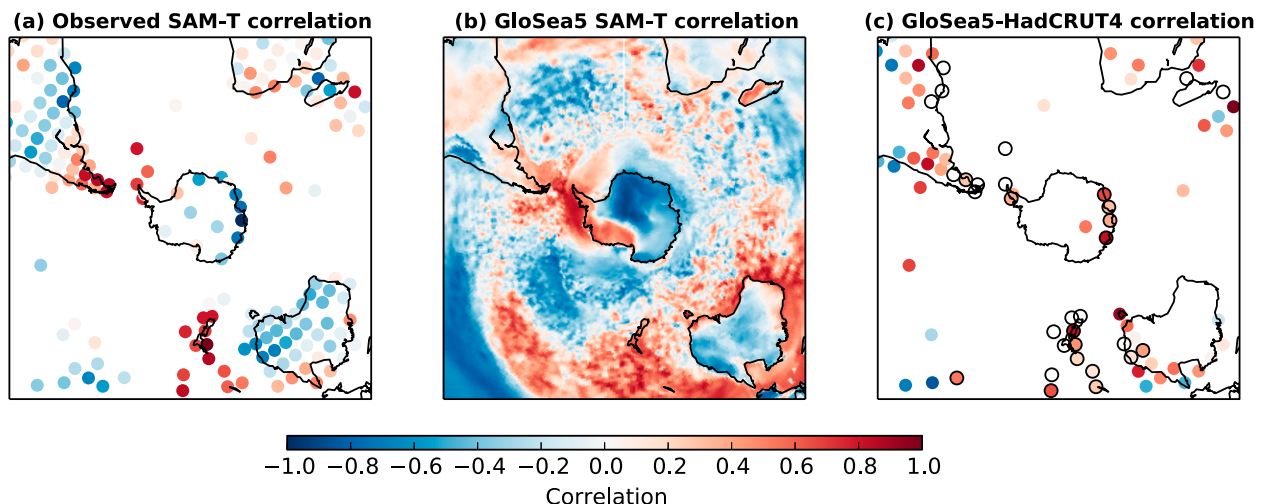 (a) Observed SAM-T correlation
(b) GloSea5 SAM-T correlation
(c) GloSea5-HadCRUT4 correlation
−1.0 −0.8 −0.6 −0.4 −0.2 0.0 0.2 0.4 0.6 0.8 1.0
Correlation